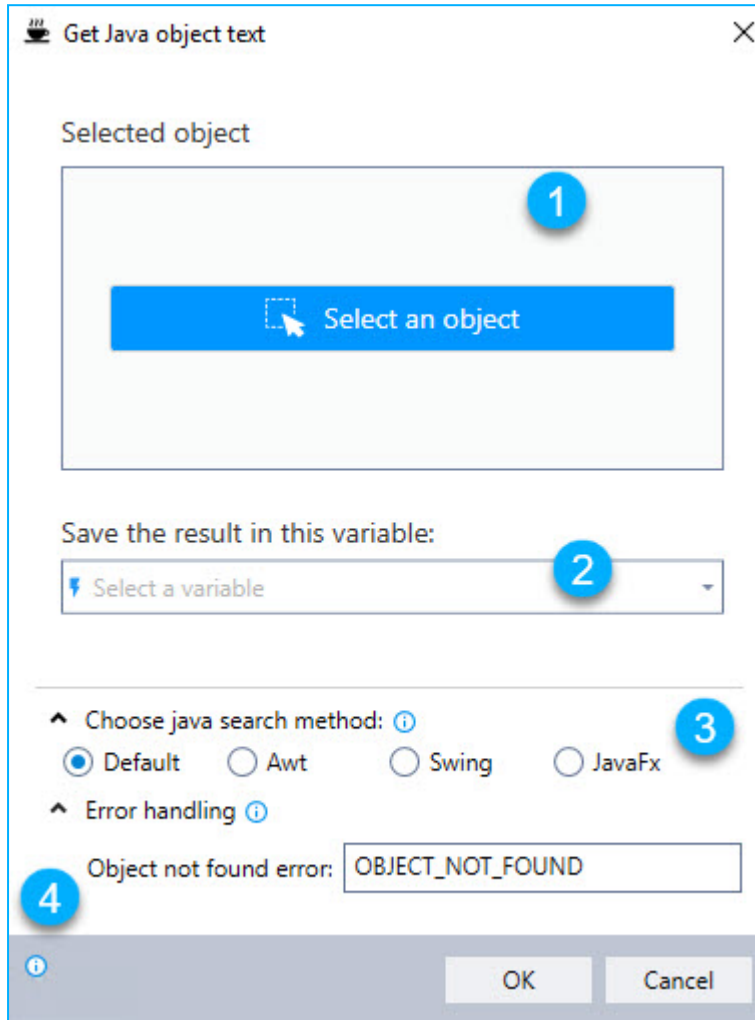 Get Java object text
Selected object
1
Select an object
Save the result in this variable:
2
Select a variable
3
Choose java search method:
Default Awt Swing JavaFx
Error handling
Object not found error: OBJECT_NOT_FOUND
4
OK Cancel